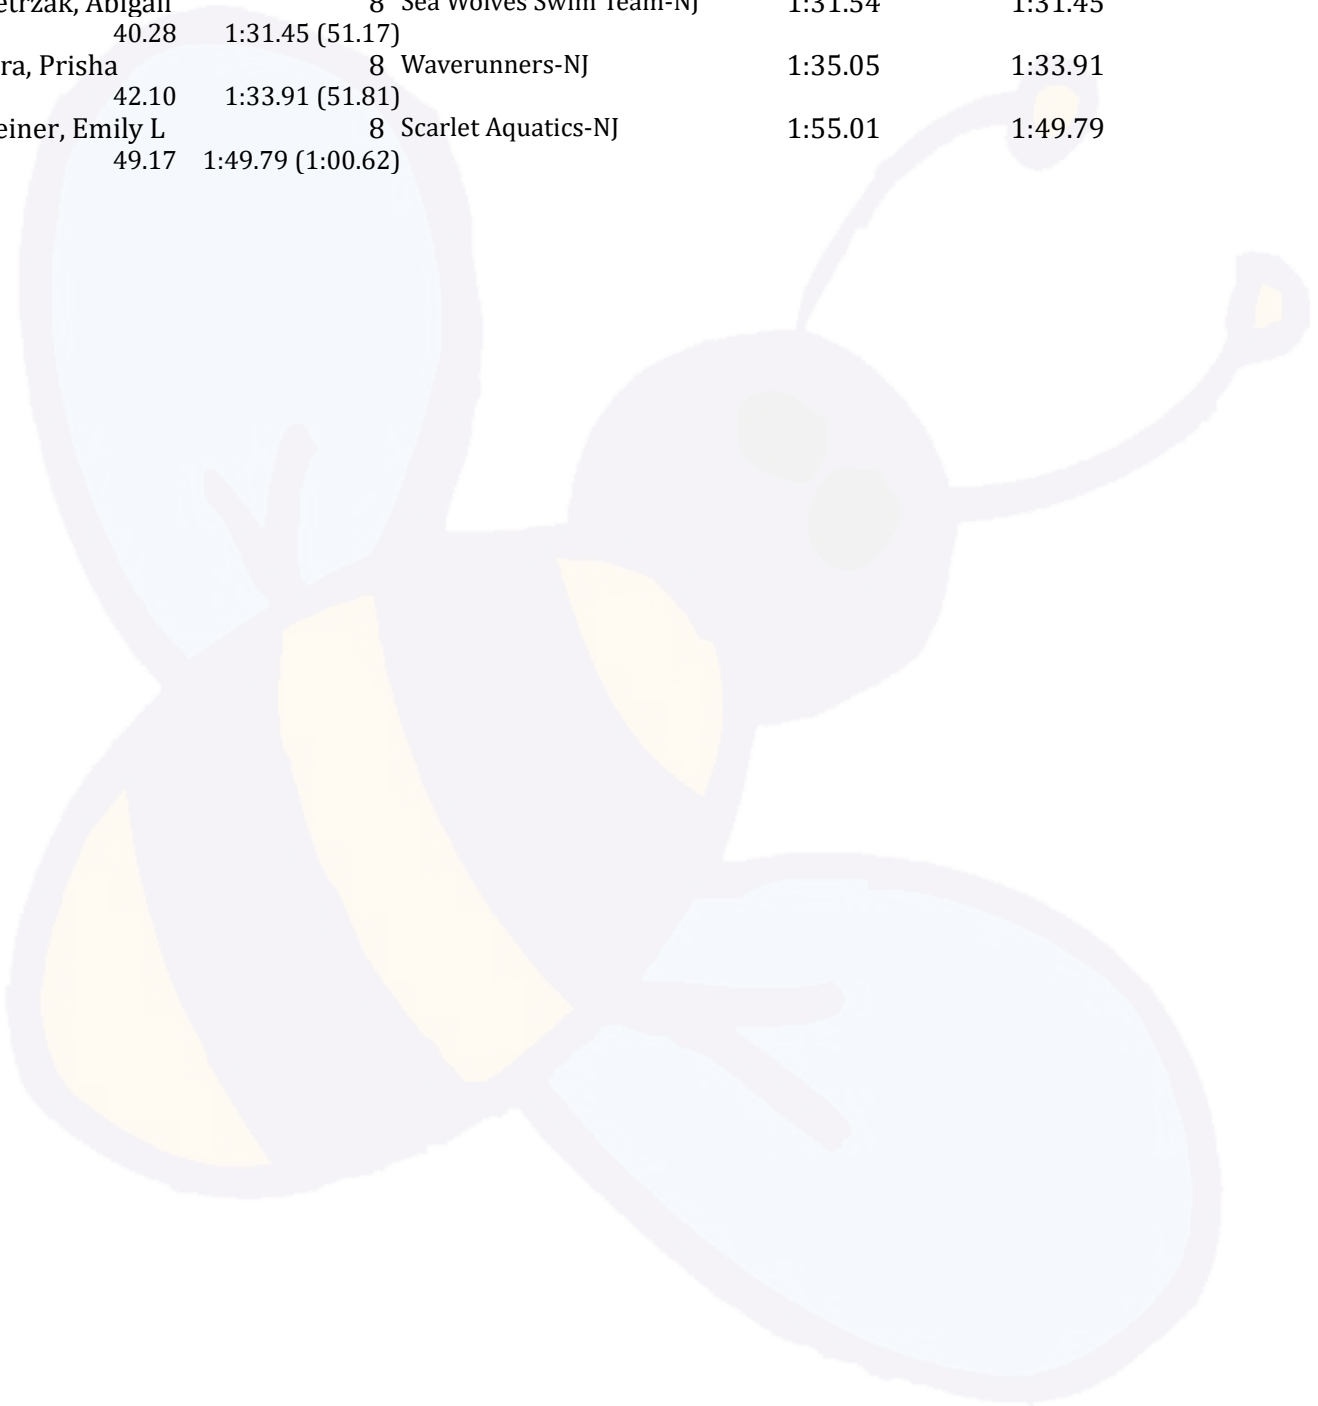 etrzak, Abigail 8 Sea Wolves Swim Team-NJ 1:31.54 1:31.45
40.28 1:31.45 (51.17)
ra, Prisha 8 Waverunners-NJ 1:35.05 1:33.91
42.10 1:33.91 (51.81)
einer, Emily L 8 Scarlet Aquatics-NJ 1:55.01 1:49.79
49.17 1:49.79 (1:00.62)